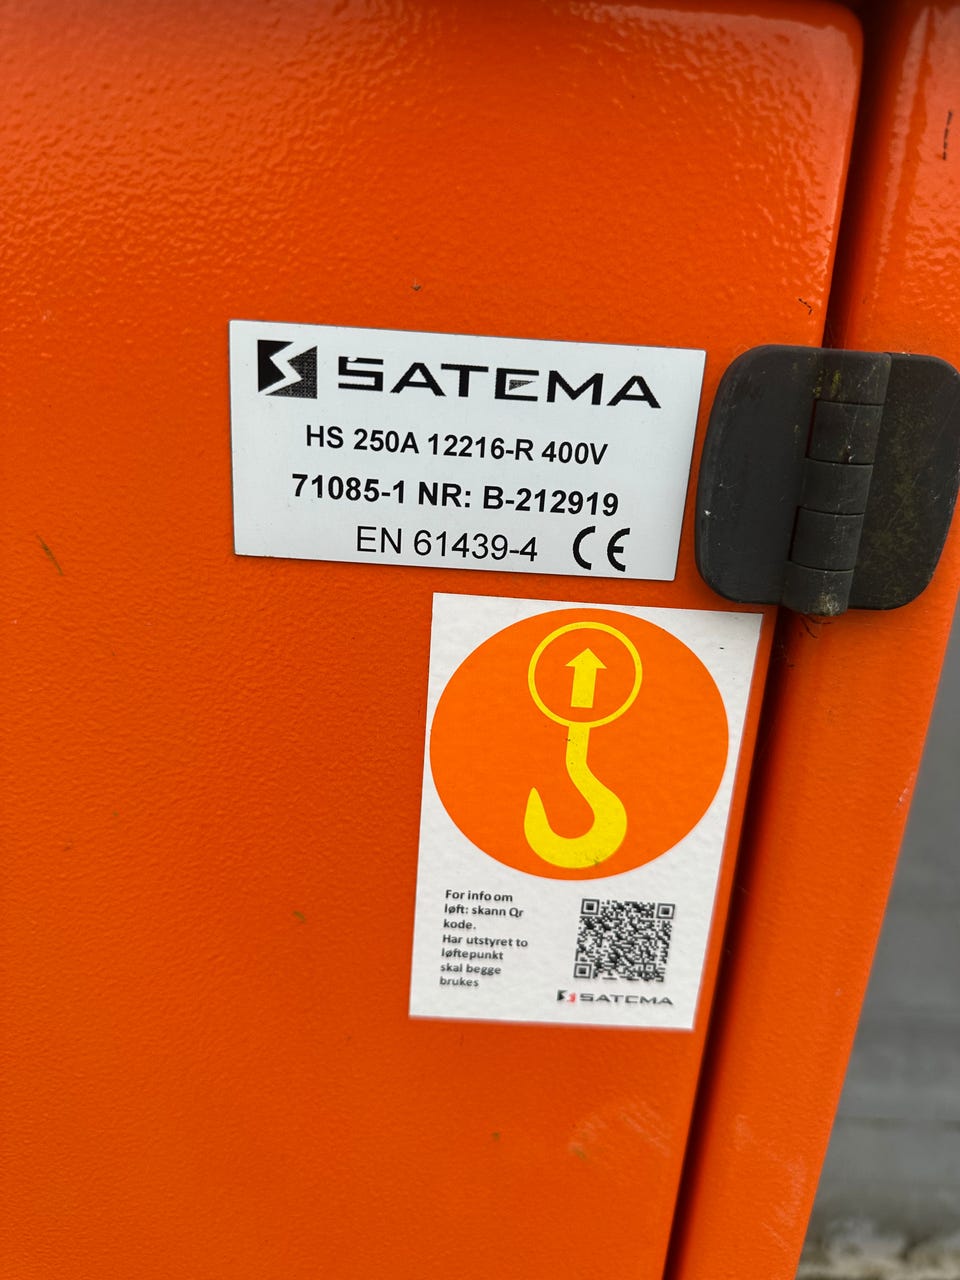 SATEMA
HS 250A 12216-R 400V
71085-1 NR: B-212919
EN 61439-4 CE
For info om
løft: skann Qr
kode.
Har utstyret to
løftepunkt
skal begge
brukes
SATEMA